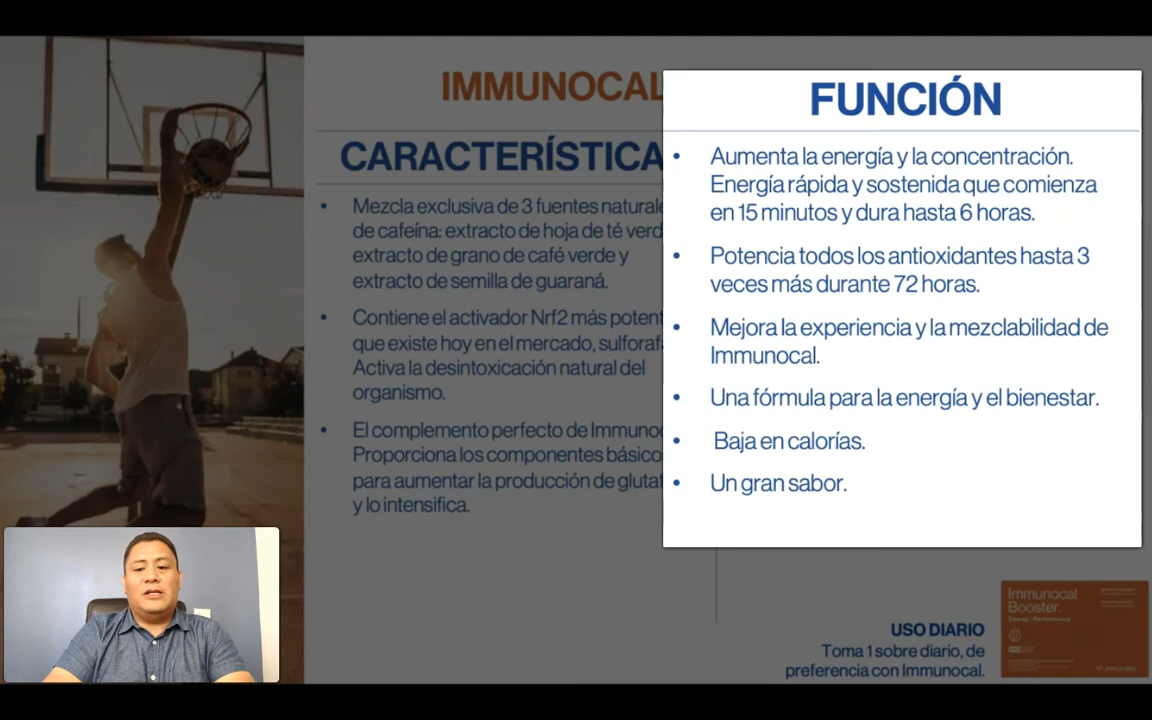 IMMUNOCAL
CARACTERÍSTICA
Mezcla exclusiva de 3 fuentes naturale
de cafeína: extracto de hoja de té verd
extracto de grano de café verde y
extracto de semilla de guaraná.
Contiene el activador Nrf2 más potent
que existe hoy en el mercado, sulforaf
Activa la desintoxicación natural del
organismo.
El complemento perfecto de Immunoc
Proporciona los componentes básico
para aumentar la producción de glutat
y lo intensifica.
FUNCIÓN
• Aumenta la energía y la concentración.
Energía rápida y sostenida que comienza
en 15 minutos y dura hasta 6 horas.
• Potencia todos los antioxidantes hasta 3
veces más durante 72 horas.
• Mejora la experiencia y la mezclabilidad de
Immunocal.
• Una fórmula para la energía y el bienestar.
• Baja en calorías.
• Un gran sabor.
USO DIARIO
Toma 1 sobre diario, de
preferencia con Immunocal.
Immunocal
Booster.
Energy | Performance